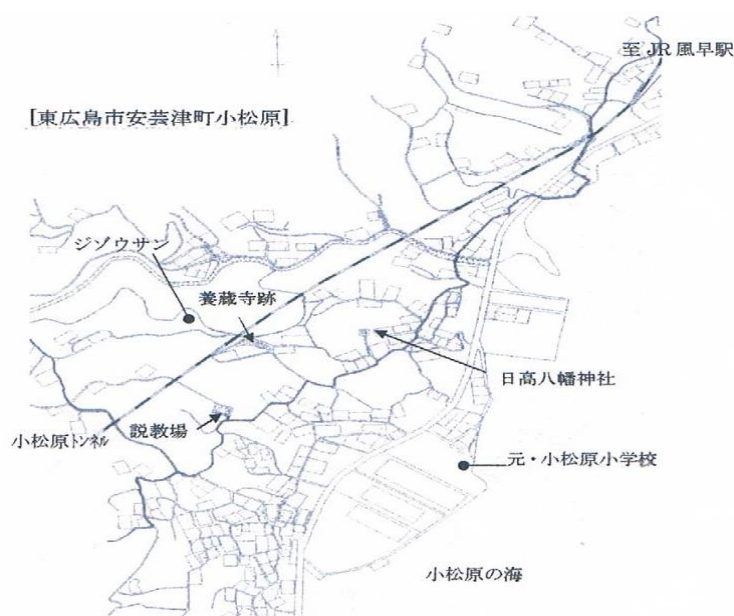 至JR風早駅
[東広島市安芸津町小松原]
ジゾウサン
養蔵寺跡
日高八幡神社
小松原トンネル
説教場
元・小松原小学校
小松原の海